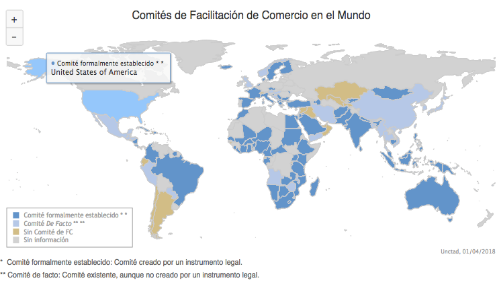 Comités de Facilitación de Comercio en el Mundo
+
−
Comité formalmente establecido * *
United States of America
Comité formalmente establecido * *
Comité De Facto * * **
Sin Comité de FC
Sin Información
Unctad, 01/04/2018
* Comité formalmente establecido: Comité creado por un instrumento legal.
** Comité de facto: Comité existente, aunque no creado por un instrumento legal.